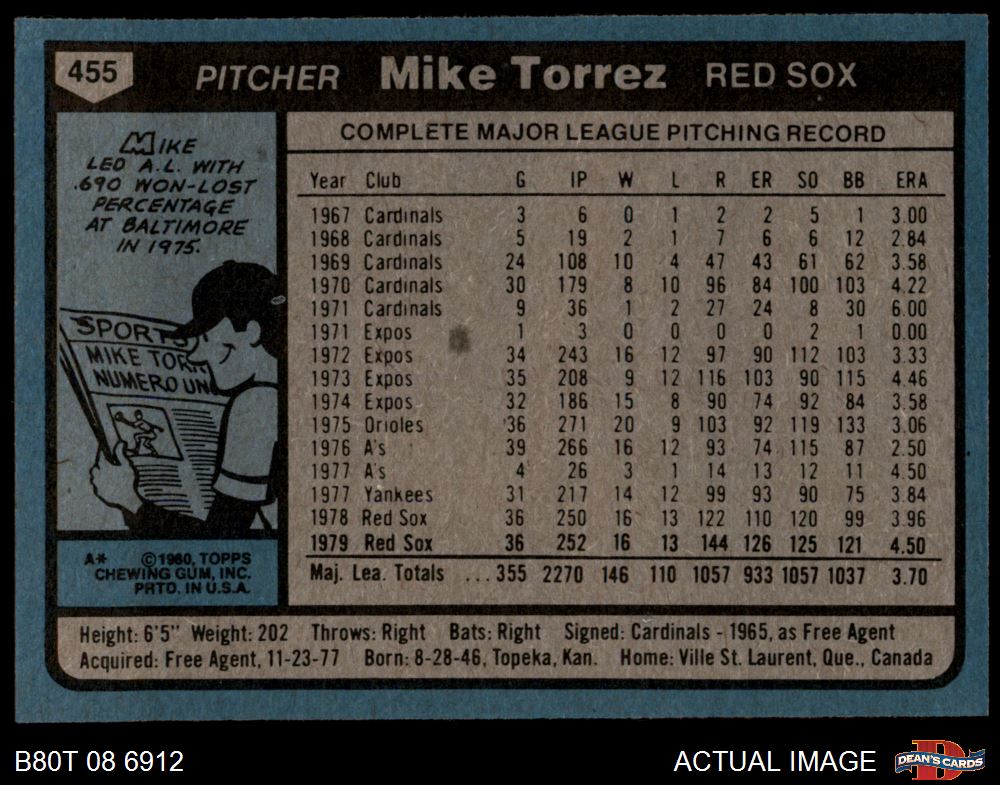 455 PITCHER Mike Torrez RED SOX
MIKE
LED A.L. WITH
.690 WON-LOST
PERCENTAGE
AT BALTIMORE
IN 1975.
SPORTS
MIKE TORR
NUMERO UN
A* ©1980, TOPPS
CHEWING GUM, INC.
PRTD. IN U.S.A.
COMPLETE MAJOR LEAGUE PITCHING RECORD
Year Club G IP W L R ER SO BB ERA
1967 Cardinals 3 6 0 1 2 2 5 1 3.00
1968 Cardinals 5 19 2 1 7 6 6 12 2.84
1969 Cardinals 24 108 10 4 47 43 61 62 3.58
1970 Cardinals 30 179 8 10 96 84 100 103 4.22
1971 Cardinals 9 36 1 2 27 24 8 30 6.00
1971 Expos 1 3 0 0 0 0 2 1 0.00
1972 Expos 34 243 16 12 97 90 112 103 3.33
1973 Expos 35 208 9 12 116 103 90 115 4.46
1974 Expos 32 186 15 8 90 74 92 84 3.58
1975 Orioles 36 271 20 9 103 92 119 133 3.06
1976 A's 39 266 16 12 93 74 115 87 2.50
1977 A's 4 26 3 1 14 13 12 11 4.50
1977 Yankees 31 217 14 12 99 93 90 75 3.84
1978 Red Sox 36 250 16 13 122 110 120 99 3.96
1979 Red Sox 36 252 16 13 144 126 125 121 4.50
Maj. Lea. Totals ...355 2270 146 110 1057 933 1057 1037 3.70
Height: 6'5" Weight: 202 Throws: Right Bats: Right Signed: Cardinals - 1965, as Free Agent
Acquired: Free Agent, 11-23-77 Born: 8-28-46, Topeka, Kan. Home: Ville St. Laurent, Que., Canada
B80T 08 6912 ACTUAL IMAGE DEAN'S CARDS